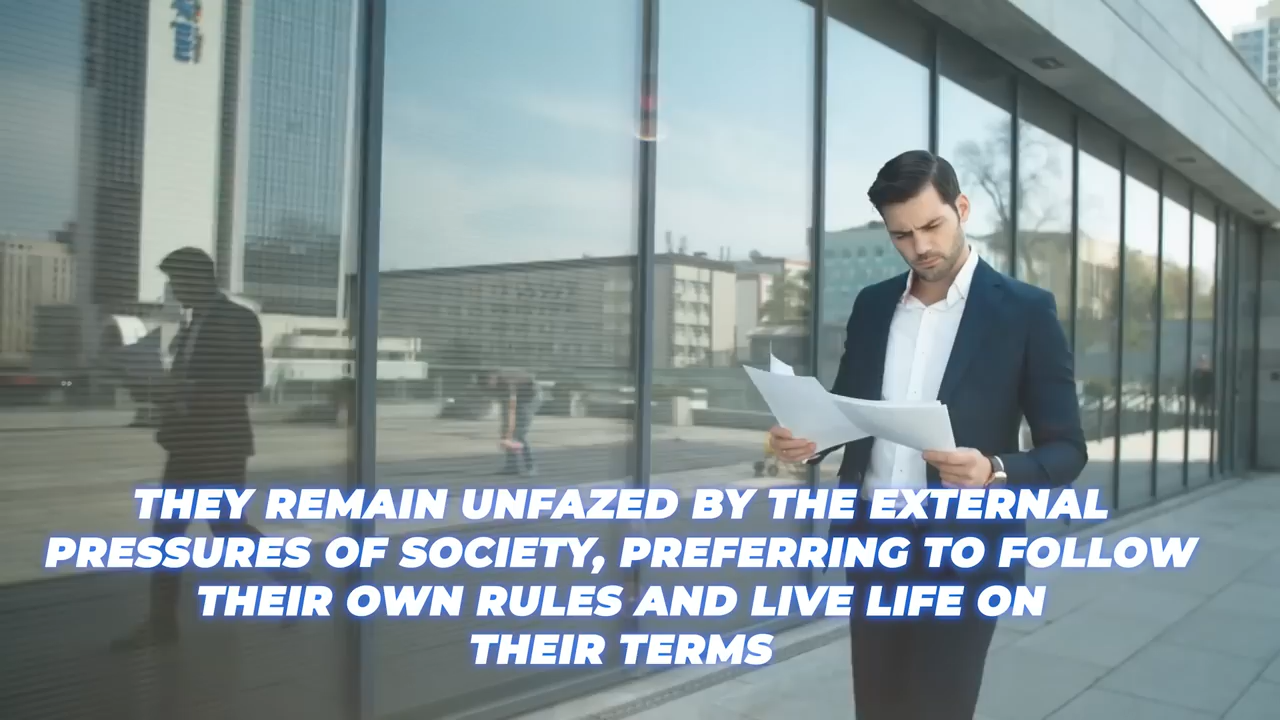 THEY REMAIN UNFAZED BY THE EXTERNAL
PRESSURES OF SOCIETY, PREFERRING TO FOLLOW
THEIR OWN RULES AND LIVE LIFE ON
THEIR TERMS